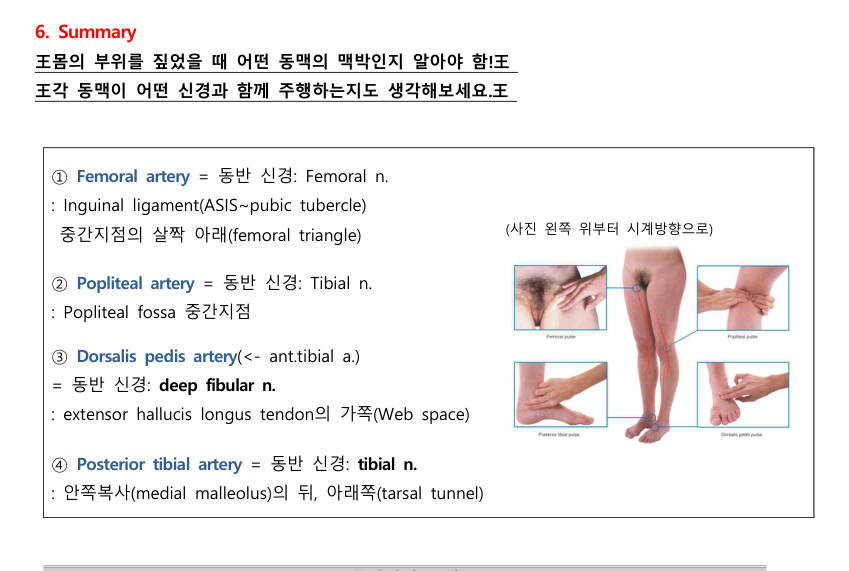 6. Summary
王몸의 부위를 짚었을 때 어떤 동맥의 맥박인지 알아야 함!王
王각 동맥이 어떤 신경과 함께 주행하는지도 생각해보세요.王
① Femoral artery = 동반 신경: Femoral n.
: Inguinal ligament(ASIS~pubic tubercle)
중간지점의 살짝 아래(femoral triangle)
② Popliteal artery = 동반 신경: Tibial n.
: Popliteal fossa 중간지점
③ Dorsalis pedis artery(<- ant.tibial a.)
= 동반 신경: deep fibular n.
: extensor hallucis longus tendon의 가쪽(Web space)
④ Posterior tibial artery = 동반 신경: tibial n.
: 안쪽복사(medial malleolus)의 뒤, 아래쪽(tarsal tunnel)
(사진 왼쪽 위부터 시계방향으로)
Femoral pulse
Popliteal pulse
Posterior tibial pulse
Dorsalis pedis pulse